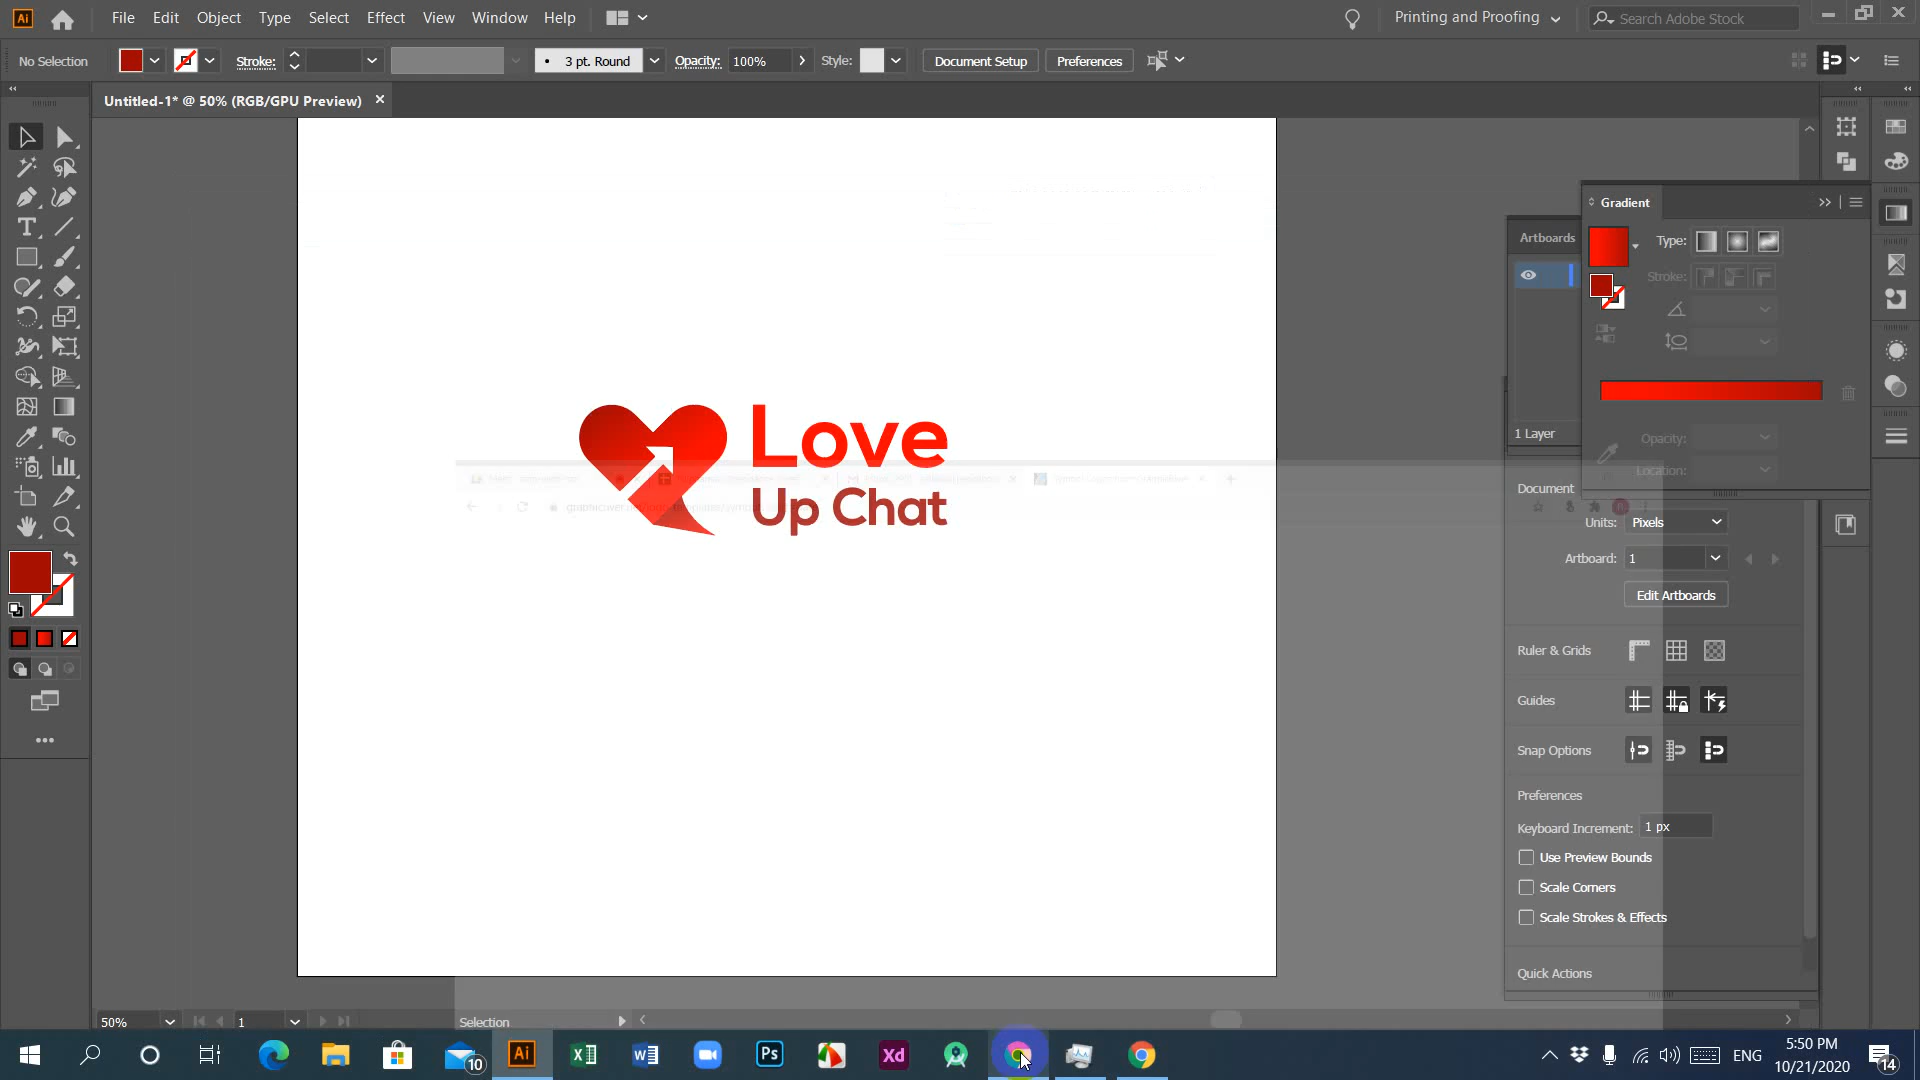 Ai File Edit Object Type Select Effect View Window Help Printing and Proofing Search Adobe Stock
No Selection Stroke: 3 pt. Round Opacity: 100% Style: Document Setup Preferences
Untitled-1* @ 50% (RGB/GPU Preview)
Gradient
Artboards
Type:
Stroke:
1 Layer
Opacity:
Location:
Love
Up Chat
Document
Units: Pixels
Artboard: 1
Edit Artboards
Ruler & Grids
Guides
Snap Options
Preferences
Keyboard Increment: 1 px
Use Preview Bounds
Scale Corners
Scale Strokes & Effects
Quick Actions
50% 1 Selection
10 Ai Ps Xd ENG 5:50 PM
10/21/2020 14